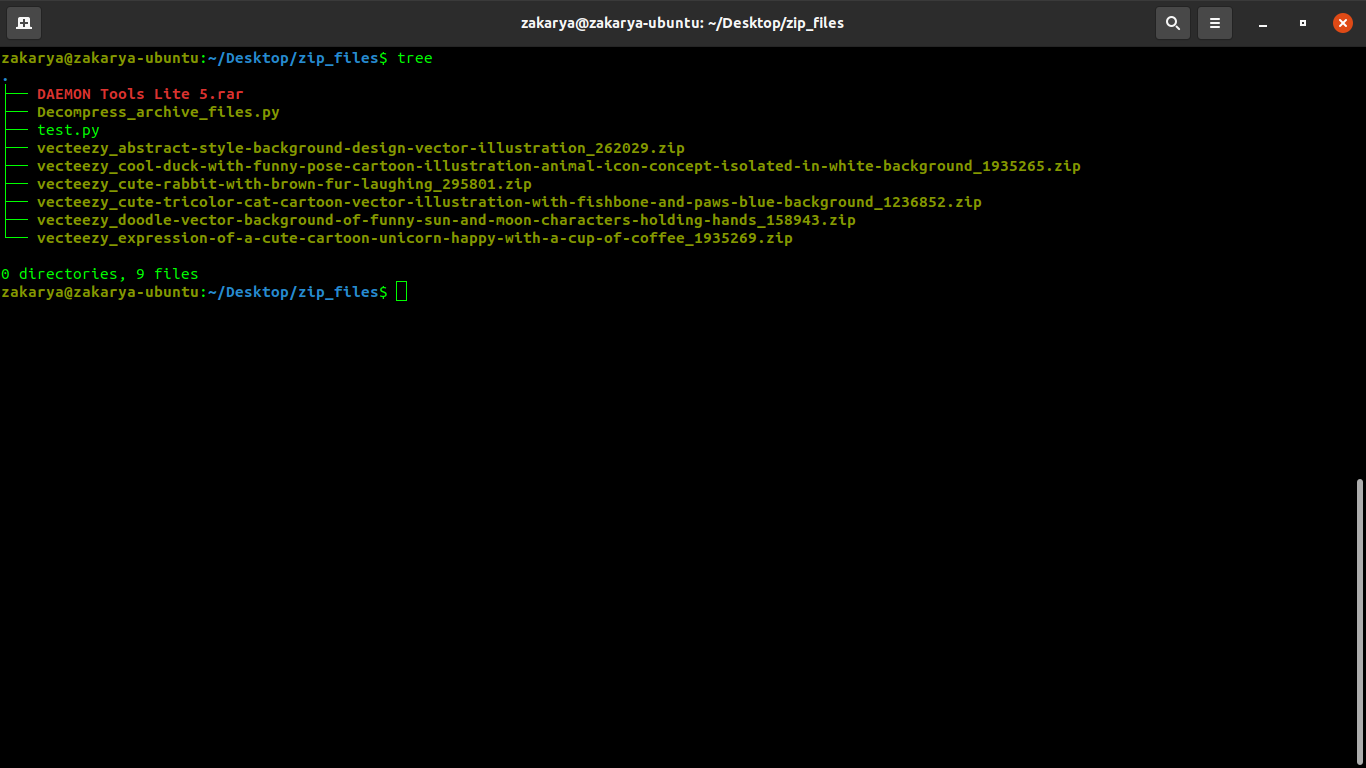 zakarya@zakarya-ubuntu: ~/Desktop/zip_files
zakarya@zakarya-ubuntu:~/Desktop/zip_files$ tree
.
├── DAEMON Tools Lite 5.rar
├── Decompress_archive_files.py
├── test.py
├── vecteezy_abstract-style-background-design-vector-illustration_262029.zip
├── vecteezy_cool-duck-with-funny-pose-cartoon-illustration-animal-icon-concept-isolated-in-white-background_1935265.zip
├── vecteezy_cute-rabbit-with-brown-fur-laughing_295801.zip
├── vecteezy_cute-tricolor-cat-cartoon-vector-illustration-with-fishbone-and-paws-blue-background_1236852.zip
├── vecteezy_doodle-vector-background-of-funny-sun-and-moon-characters-holding-hands_158943.zip
└── vecteezy_expression-of-a-cute-cartoon-unicorn-happy-with-a-cup-of-coffee_1935269.zip
0 directories, 9 files
zakarya@zakarya-ubuntu:~/Desktop/zip_files$